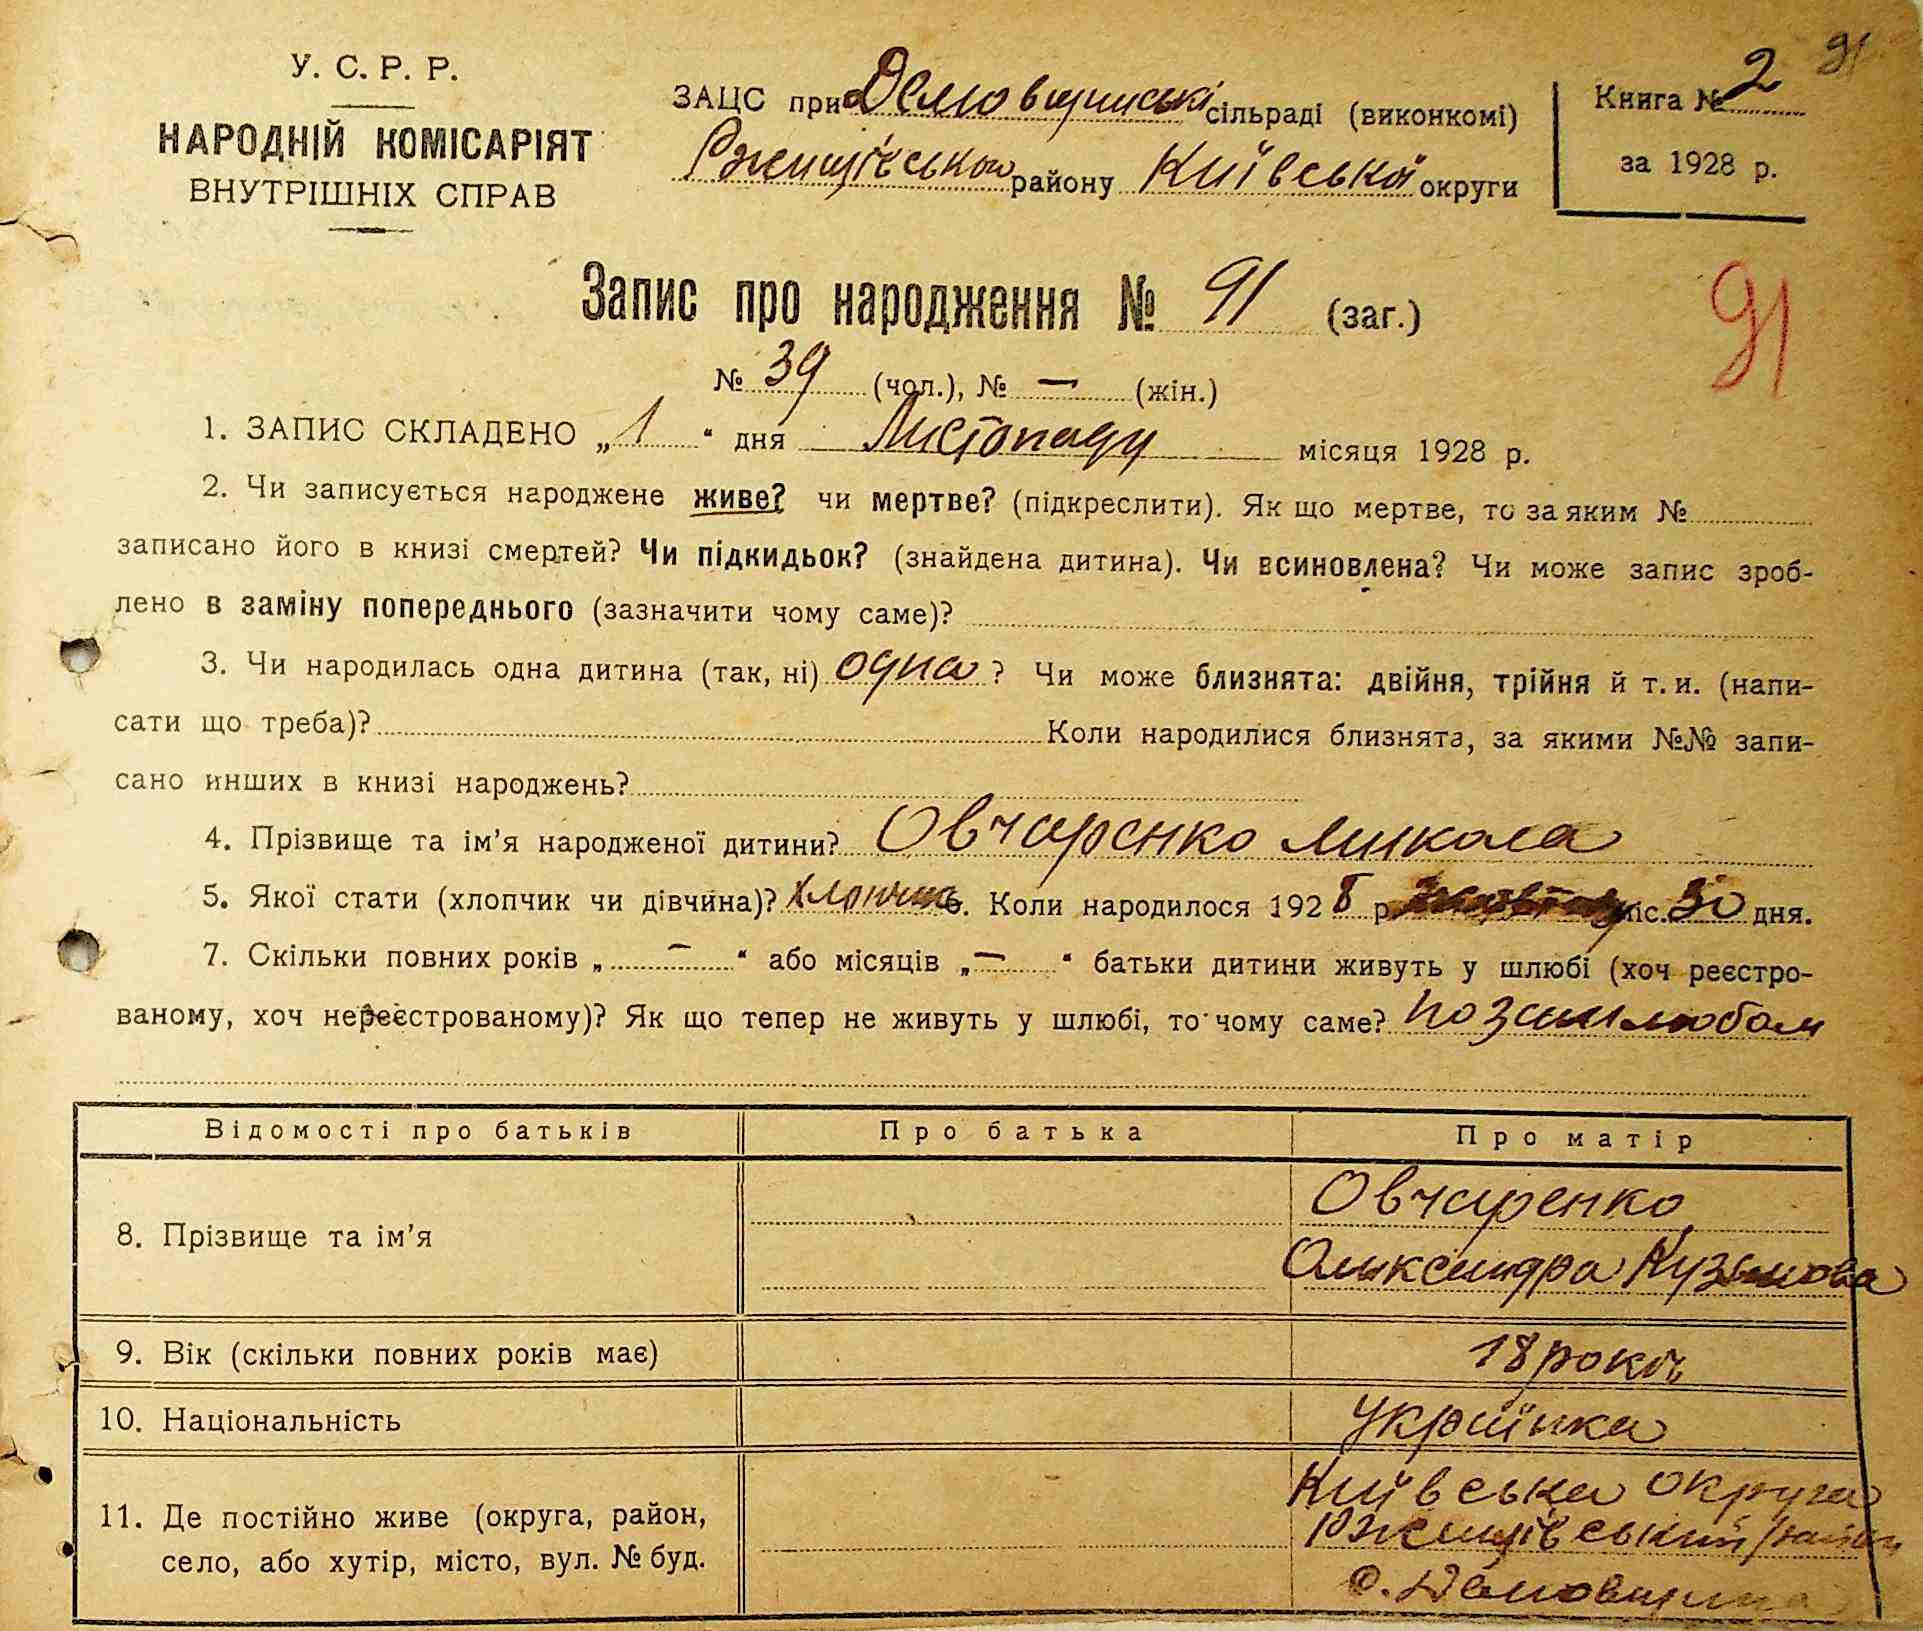 91
У. С. Р. Р.
НАРОДНІЙ КОМІСАРІЯТ
ВНУТРІШНІХ СПРАВ
ЗАЦС при Демовщинські сільраді (виконкомі)
Ржищівського району Київської округи
Книга № 2
за 1928 р.
Запис про народження № 91 (заг.)
91
№ 39 (чол.), № — (жін.)
1. ЗАПИС СКЛАДЕНО „ 1 “ дня Листопаду місяця 1928 р.
2. Чи записується народжене живе? чи мертве? (підкреслити). Як що мертве, то за яким №
записано його в книзі смертей? Чи підкидьок? (знайдена дитина). Чи всиновлена? Чи може запис зроб-
лено в заміну попереднього (зазначити чому саме)?
3. Чи народилась одна дитина (так, ні) одна? Чи може близнята: двійня, трійня й т. и. (напи-
сати що треба)? Коли народилися близнята, за якими №№ запи-
сано инших в книзі народжень?
4. Прізвище та ім’я народженої дитини? Овчаренко Микола
5. Якої стати (хлопчик чи дівчина)? хлопчик 6. Коли народилося 1928 р. міс. 30 дня.
7. Скільки повних років „ — “ або місяців „ — “ батьки дитини живуть у шлюбі (хоч реєстро-
ваному, хоч нереєстрованому)? Як що тепер не живуть у шлюбі, то чому саме? позашлюбом
Відомості про батьків Про батька Про матір
8. Прізвище та ім’я Овчаренко
Олександра Кузьмова
9. Вік (скільки повних років має) 18 років
10. Національність Українка
11. Де постійно живе (округа, район,
село, або хутір, місто, вул. № буд.
Київська округа
Ржищівський район
с. Демовщина